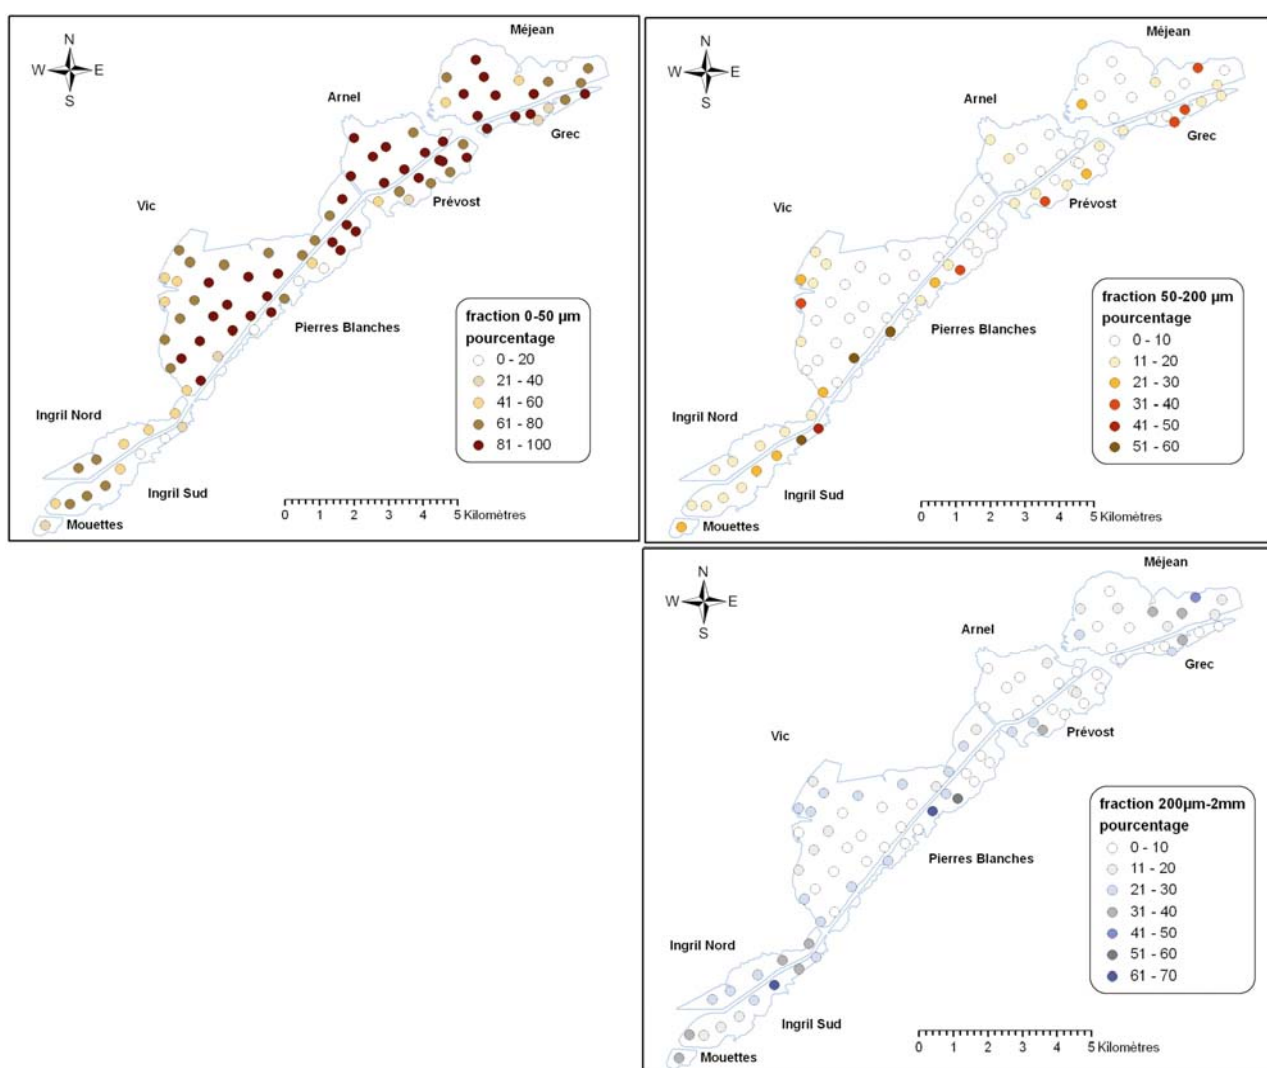 N
W E
S
Méjean
Arnel
Grec
Prévost
Vic
Pierres Blanches
Ingril Nord
Ingril Sud
Mouettes
fraction 0-50 µm
pourcentage
0 - 20
21 - 40
41 - 60
61 - 80
81 - 100
0 1 2 3 4 5 Kilomètres
N
W E
S
Méjean
Arnel
Grec
Prévost
Vic
Pierres Blanches
Ingril Nord
Ingril Sud
Mouettes
fraction 50-200 µm
pourcentage
0 - 10
11 - 20
21 - 30
31 - 40
41 - 50
51 - 60
0 1 2 3 4 5 Kilomètres
N
W E
S
Méjean
Arnel
Grec
Prévost
Vic
Pierres Blanches
Ingril Nord
Ingril Sud
Mouettes
fraction 200µm-2mm
pourcentage
0 - 10
11 - 20
21 - 30
31 - 40
41 - 50
51 - 60
61 - 70
0 1 2 3 4 5 Kilomètres